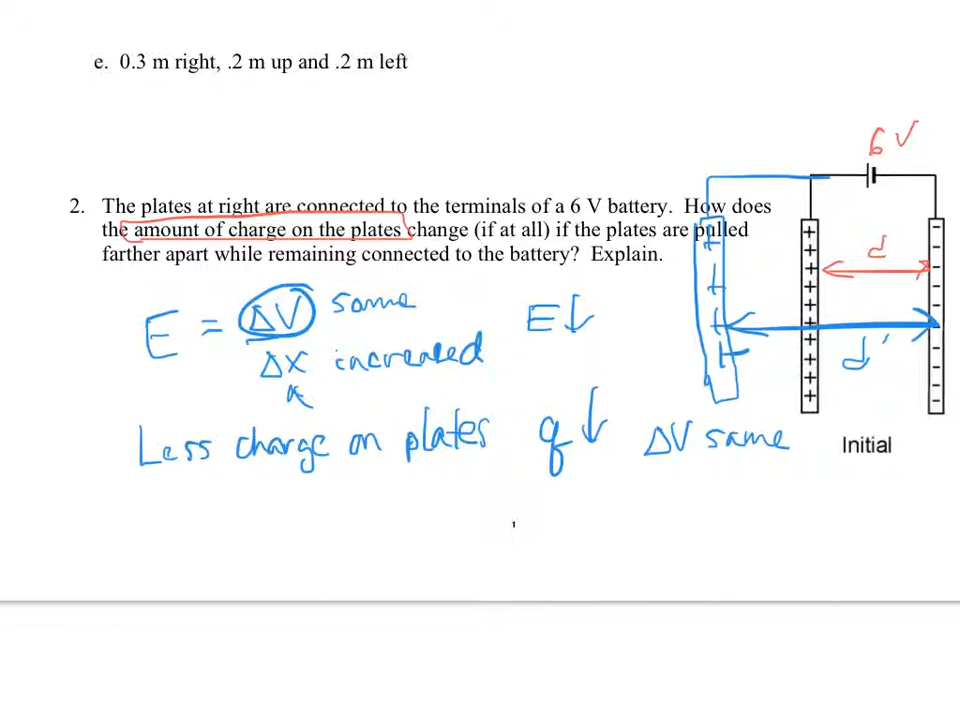 e. 0.3 m right, .2 m up and .2 m left
6 V
2. The plates at right are connected to the terminals of a 6 V battery. How does
the amount of charge on the plates change (if at all) if the plates are pulled
farther apart while remaining connected to the battery? Explain.
d
E = ΔV same E↓
Δx increased
d'
Less charge on plates q↓ ΔV same
Initial
1